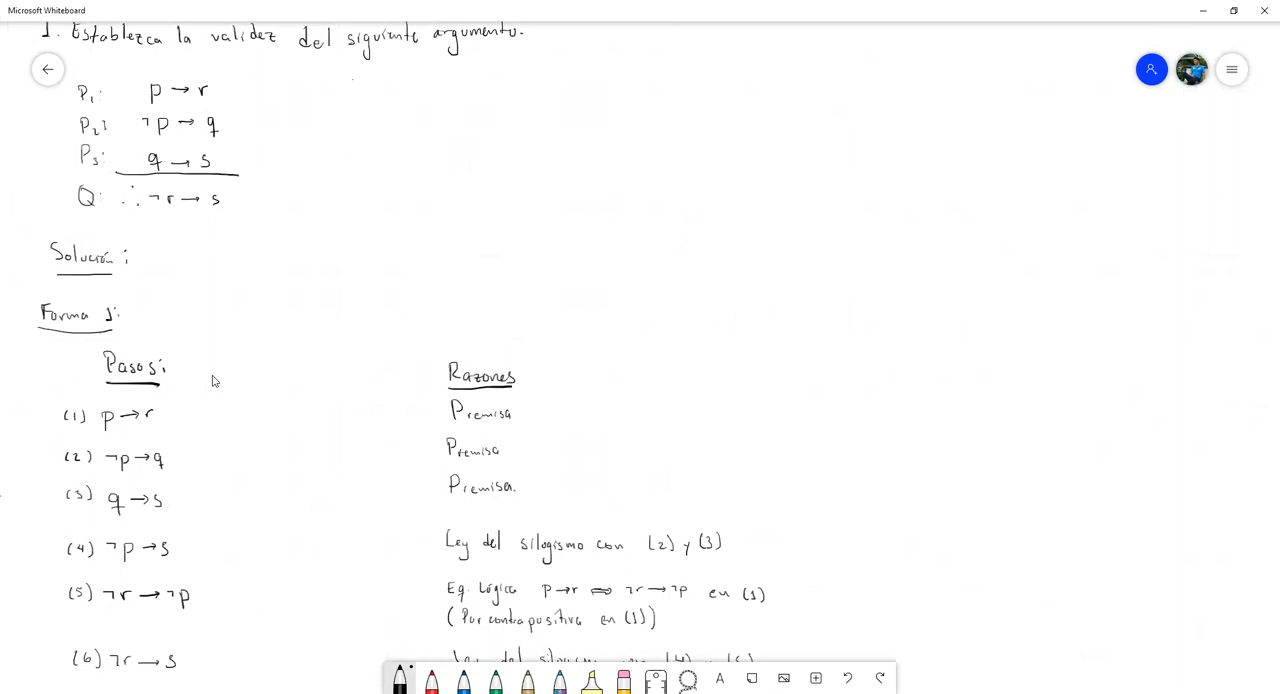 Microsoft Whiteboard
1. Establezca la validez del siguiente argumento.
P₁: p → r
P₂: ¬p → q
P₃: q → s
Q: ∴ ¬r → s
Solución:
Forma 1:
Pasos: Razones
(1) p → r Premisa
(2) ¬p → q Premisa
(3) q → s Premisa.
(4) ¬p → s Ley del silogismo con (2) y (3)
(5) ¬r → ¬p Eq. Lógica p → r ⇔ ¬r → ¬p en (1)
(Por contrapositiva en (1))
(6) ¬r → s